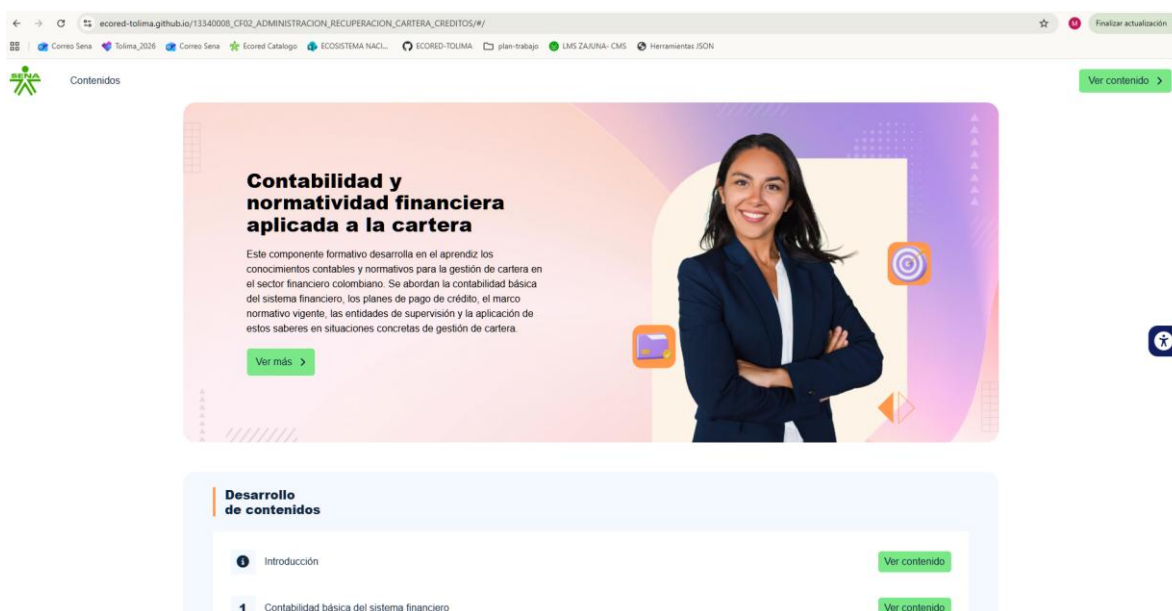 ecored-tolima.github.io/13340008_CF02_ADMINISTRACION_RECUPERACION_CARTERA_CREDITOS/#/
M
Finalizar actualización
Correo Sena
Tolima_2026
Correo Sena
Ecored Catalogo
ECOSISTEMA NACI...
ECORED-TOLIMA
plan-trabajo
LMS ZAJUNA- CMS
Herramientas JSON
SENA
Contenidos
Ver contenido
Contabilidad y
normatividad financiera
aplicada a la cartera
Este componente formativo desarrolla en el aprendiz los
conocimientos contables y normativos para la gestión de cartera en
el sector financiero colombiano. Se abordan la contabilidad básica
del sistema financiero, los planes de pago de crédito, el marco
normativo vigente, las entidades de supervisión y la aplicación de
estos saberes en situaciones concretas de gestión de cartera.
Ver más
Desarrollo
de contenidos
Introducción
Ver contenido
1 Contabilidad básica del sistema financiero
Ver contenido